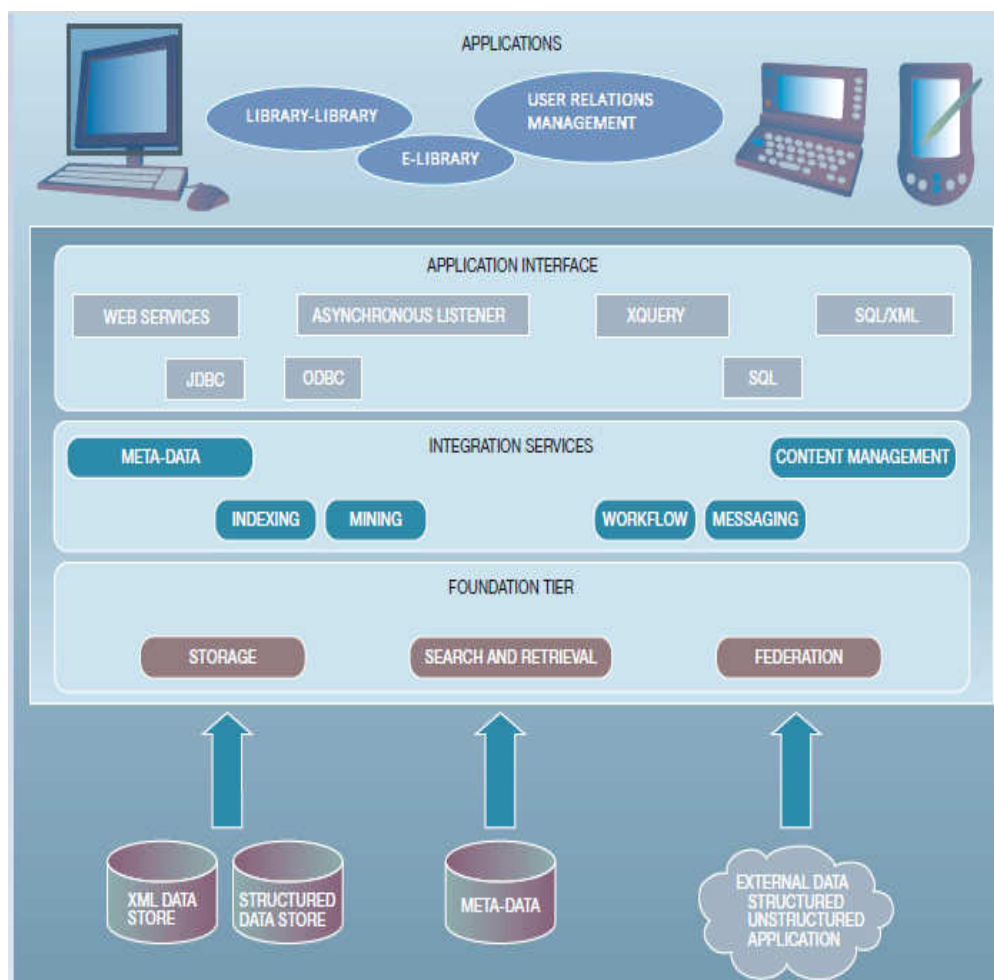 APPLICATIONS
LIBRARY-LIBRARY
USER RELATIONS
MANAGEMENT
E-LIBRARY
APPLICATION INTERFACE
WEB SERVICES
ASYNCHRONOUS LISTENER
XQUERY
SQL/XML
JDBC
ODBC
SQL
INTEGRATION SERVICES
META-DATA
CONTENT MANAGEMENT
INDEXING
MINING
WORKFLOW
MESSAGING
FOUNDATION TIER
STORAGE
SEARCH AND RETRIEVAL
FEDERATION
XML DATA
STORE
STRUCTURED
DATA STORE
META-DATA
EXTERNAL DATA
STRUCTURED
UNSTRUCTURED
APPLICATION